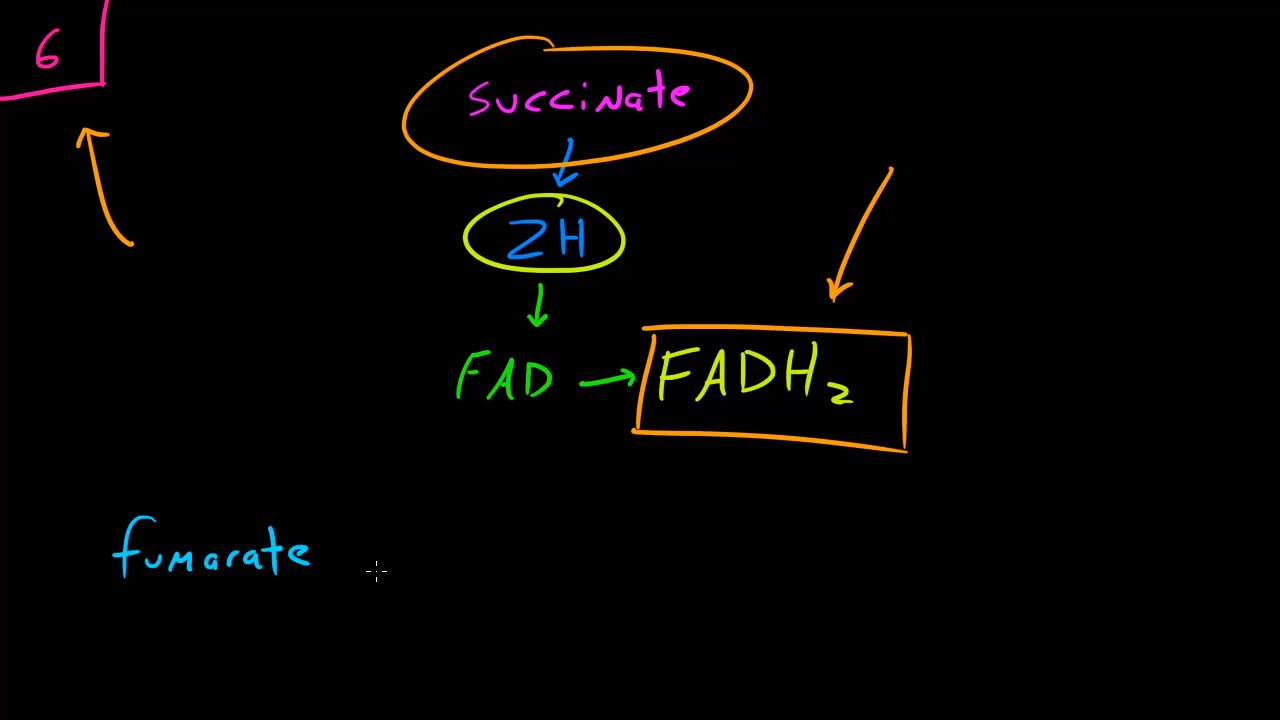 6
Succinate
2H
FAD → FADH₂
fumarate